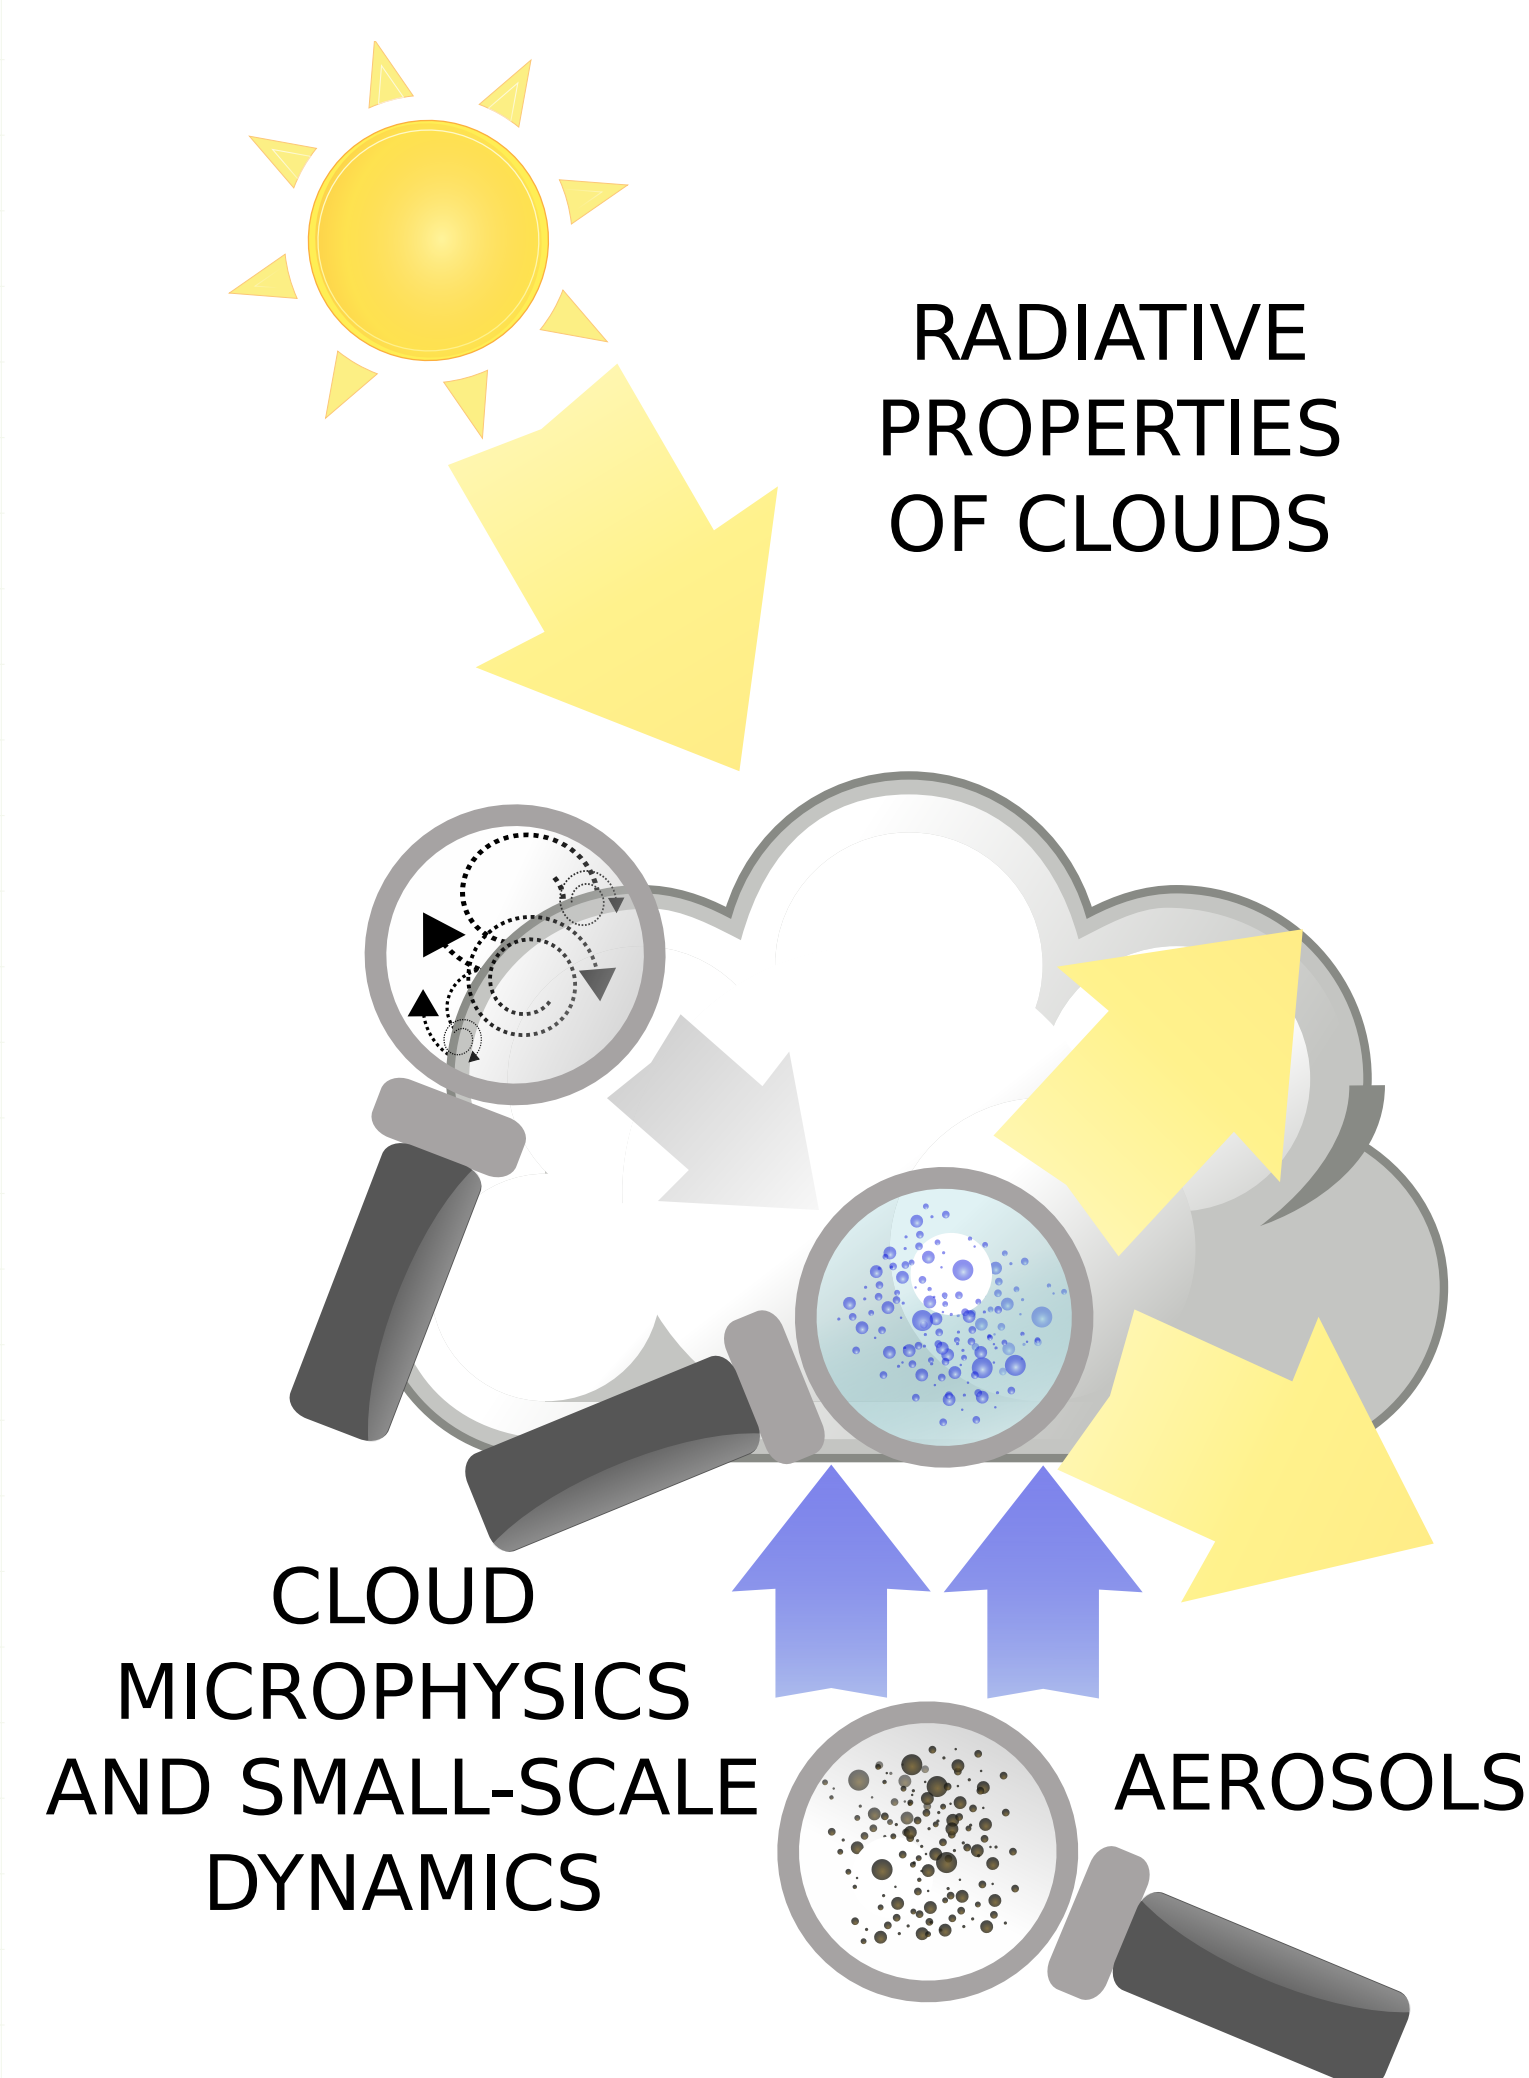 RADIATIVE
PROPERTIES
OF CLOUDS
CLOUD
MICROPHYSICS
AND SMALL-SCALE
DYNAMICS
AEROSOLS